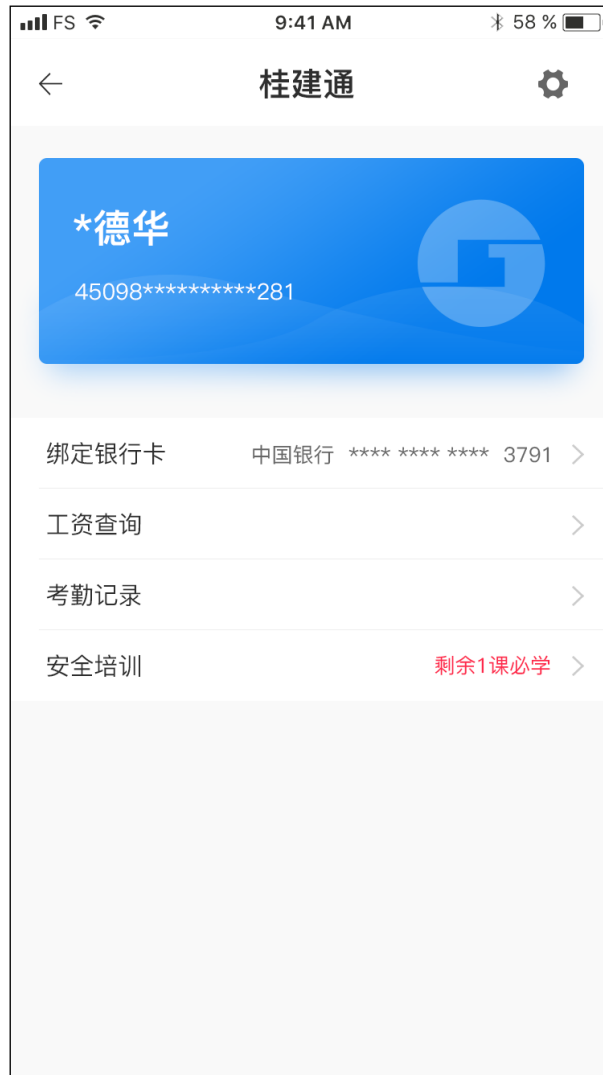 FS 9:41 AM 58 %
桂建通
*德华
45098**********281
绑定银行卡 中国银行 **** **** **** 3791
工资查询
考勤记录
安全培训 剩余1课必学